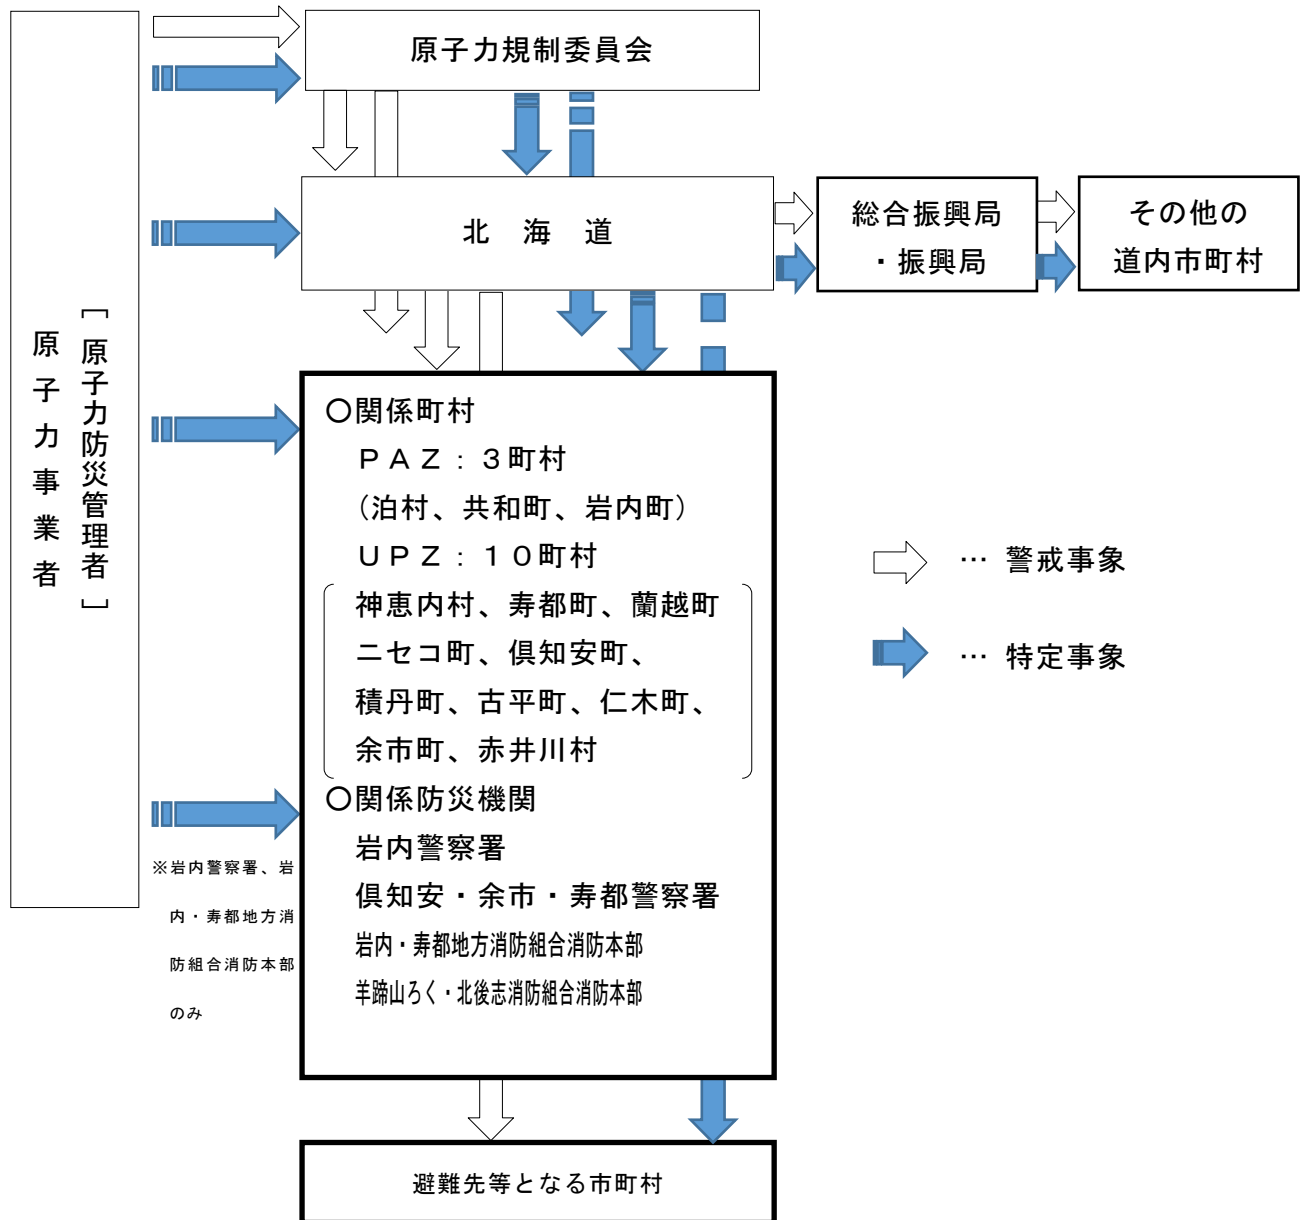 原子力事業者
［原子力防災管理者］
原子力規制委員会
北　海　道
総合振興局
・振興局
その他の
道内市町村
○関係町村
ＰＡＺ：３町村
(泊村、共和町、岩内町)
ＵＰＺ：１０町村
神恵内村、寿都町、蘭越町
ニセコ町、倶知安町、
積丹町、古平町、仁木町、
余市町、赤井川村
○関係防災機関
岩内警察署
倶知安・余市・寿都警察署
岩内・寿都地方消防組合消防本部
羊蹄山ろく・北後志消防組合消防本部
※岩内警察署、岩
内・寿都地方消
防組合消防本部
のみ
… 警戒事象
… 特定事象
避難先等となる市町村